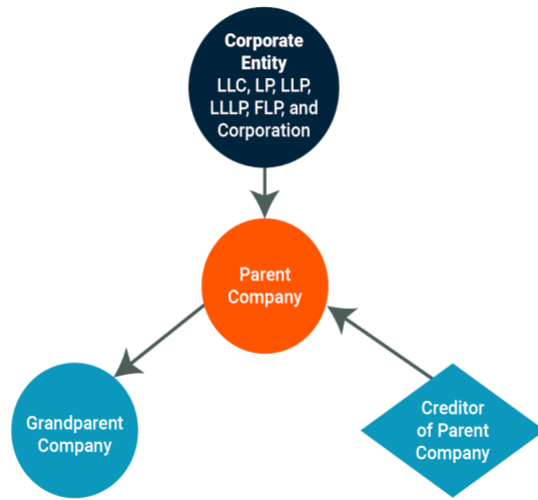 Corporate
Entity
LLC, LP, LLP,
LLLP, FLP, and
Corporation
Parent
Company
Grandparent
Company
Creditor
of Parent
Company